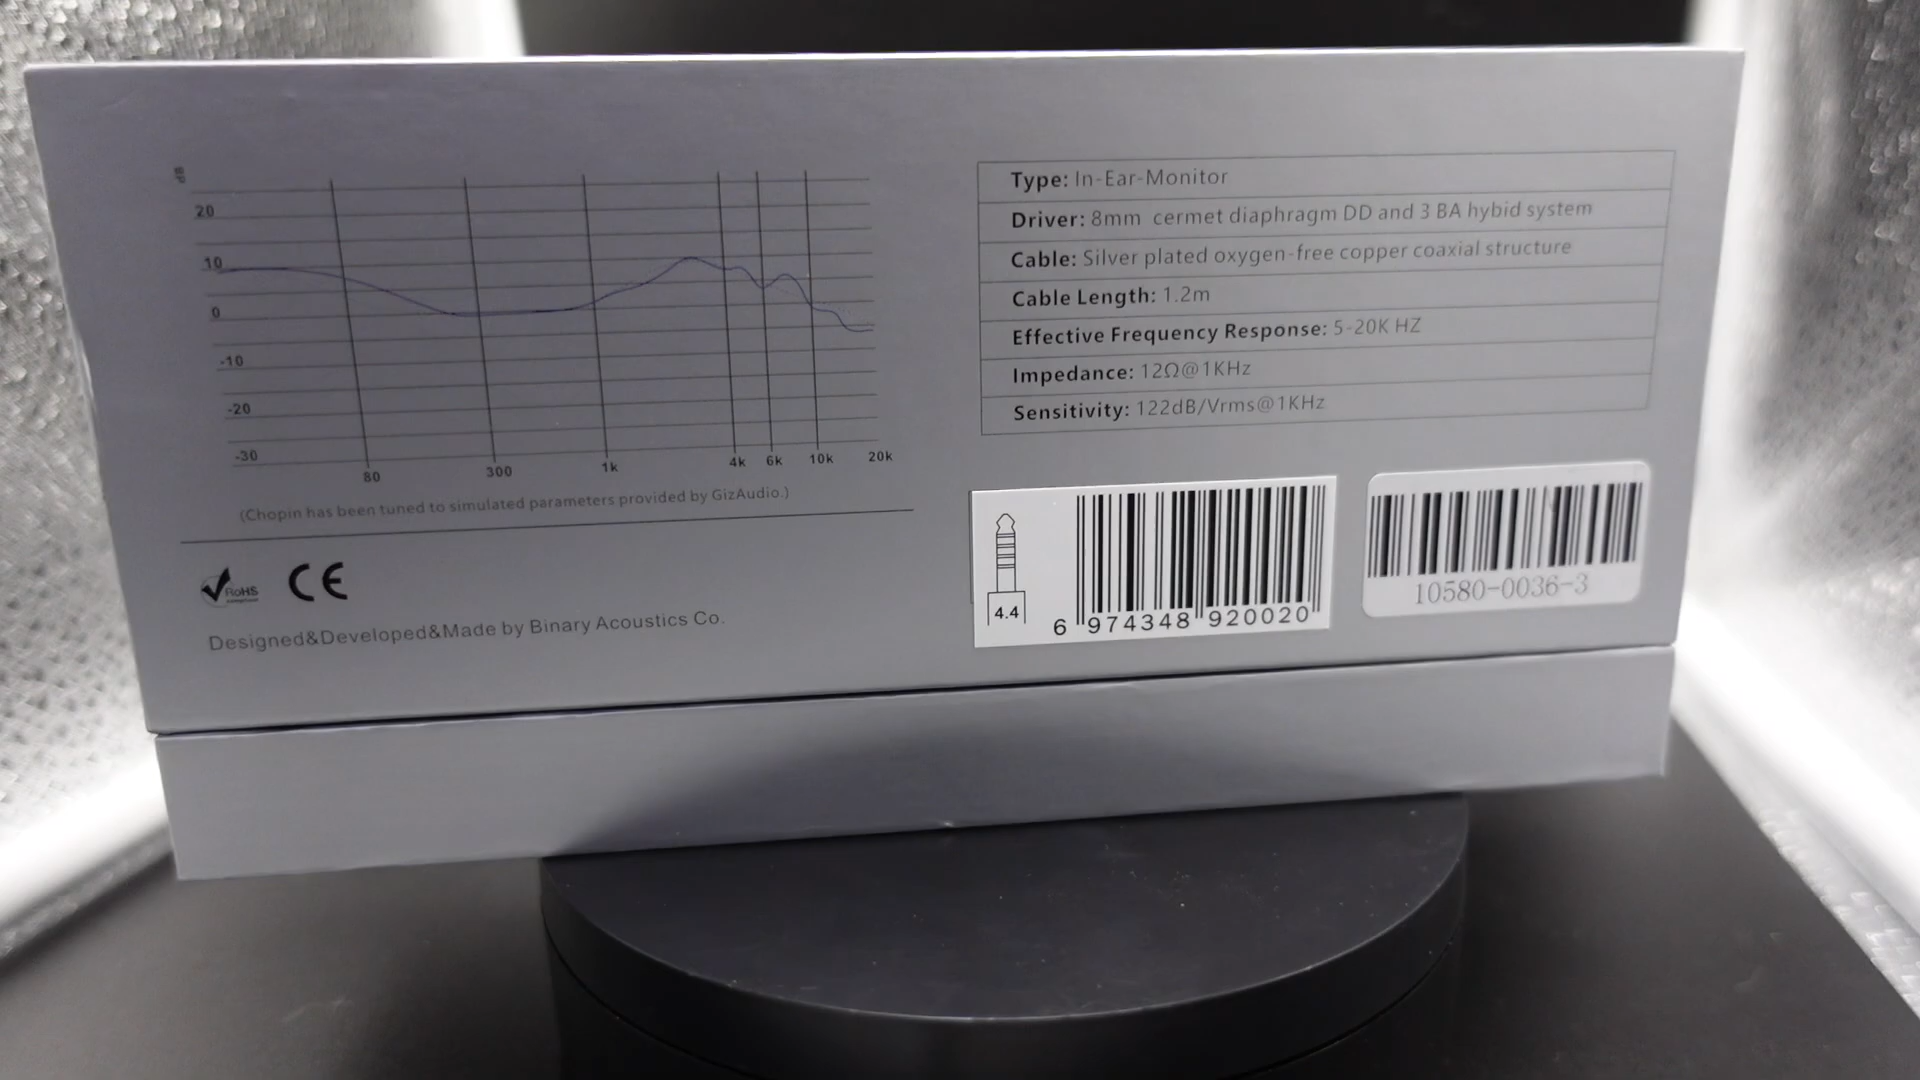 dB
20
10
0
-10
-20
-30
80 300 1k 4k 6k 10k 20k
(Chopin has been tuned to simulated parameters provided by GizAudio.)
RoHS
CE
Designed&Developed&Made by Binary Acoustics Co.
Type: In-Ear-Monitor
Driver: 8mm cermet diaphragm DD and 3 BA hybid system
Cable: Silver plated oxygen-free copper coaxial structure
Cable Length: 1.2m
Effective Frequency Response: 5-20K HZ
Impedance: 12Ω@1KHz
Sensitivity: 122dB/Vrms@1KHz
4.4
6 974348 920020
10580-0036-3